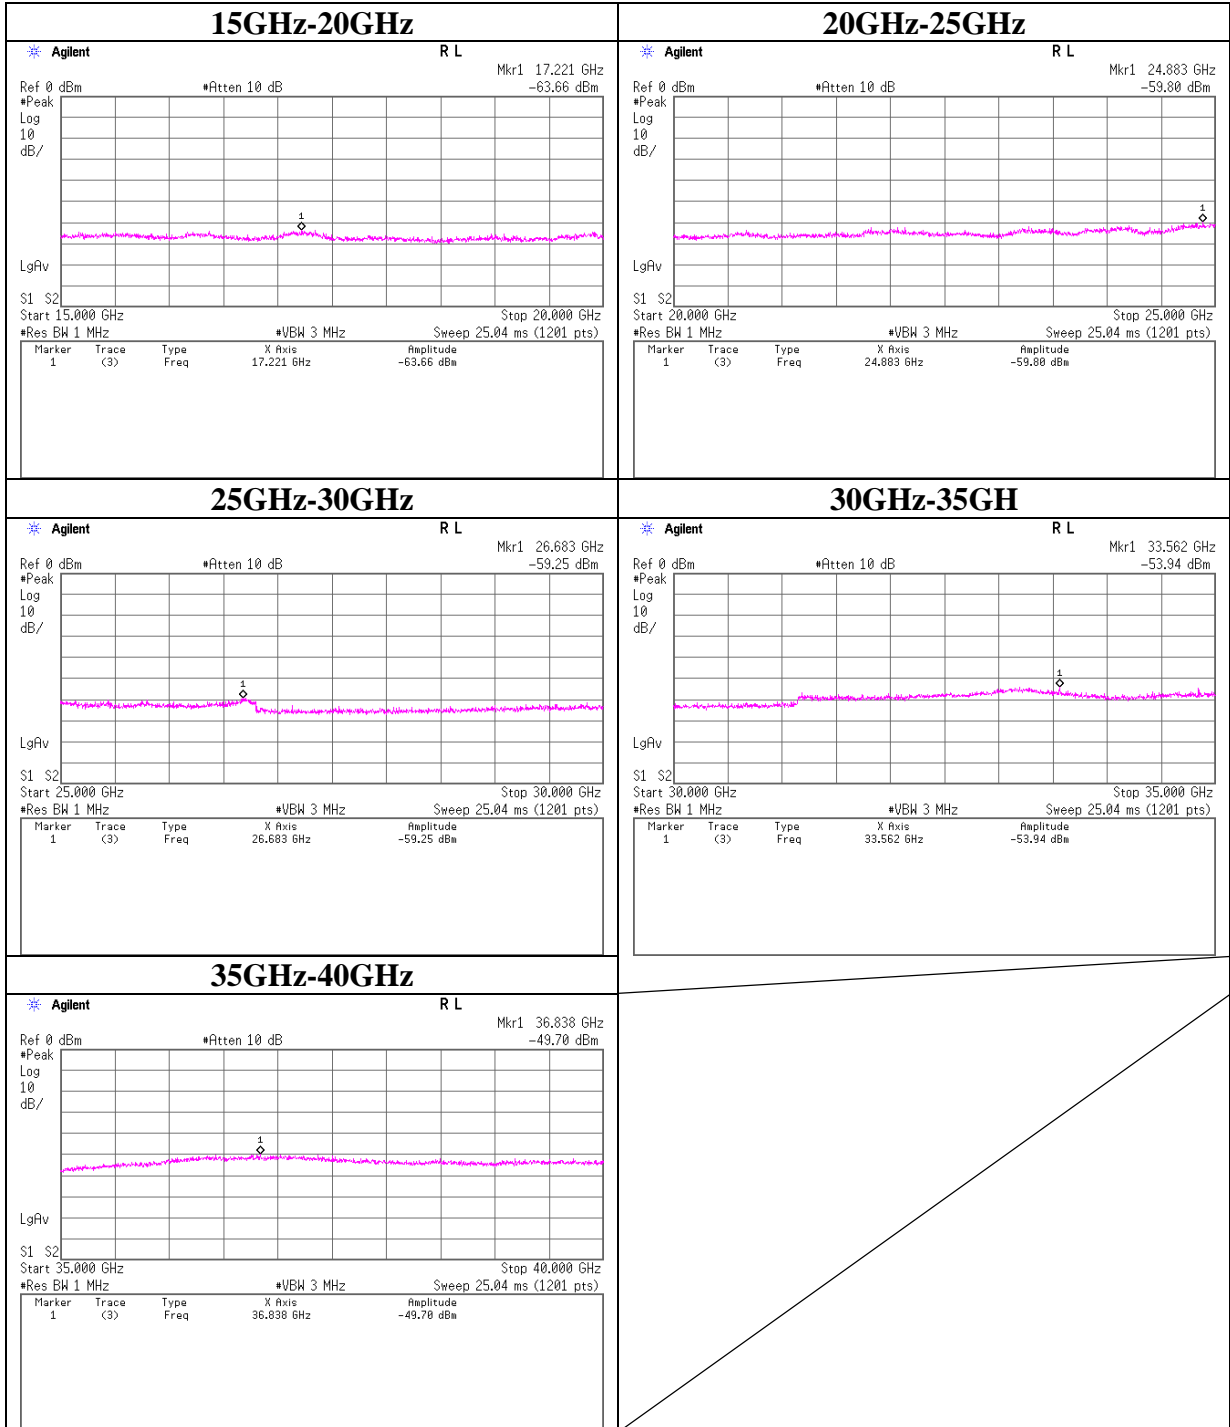 15GHz-20GHz
Agilent R L
Mkr1 17.221 GHz
Ref 0 dBm #Atten 10 dB -63.66 dBm
#Peak
Log
10
dB/
1
LgAv
S1 S2
Start 15.000 GHz Stop 20.000 GHz
#Res BW 1 MHz #VBW 3 MHz Sweep 25.04 ms (1201 pts)
Marker Trace Type X Axis Amplitude
1 (3) Freq 17.221 GHz -63.66 dBm
20GHz-25GHz
Agilent R L
Mkr1 24.883 GHz
Ref 0 dBm #Atten 10 dB -59.80 dBm
#Peak
Log
10
dB/
1
LgAv
S1 S2
Start 20.000 GHz Stop 25.000 GHz
#Res BW 1 MHz #VBW 3 MHz Sweep 25.04 ms (1201 pts)
Marker Trace Type X Axis Amplitude
1 (3) Freq 24.883 GHz -59.80 dBm
25GHz-30GHz
Agilent R L
Mkr1 26.683 GHz
Ref 0 dBm #Atten 10 dB -59.25 dBm
#Peak
Log
10
dB/
1
LgAv
S1 S2
Start 25.000 GHz Stop 30.000 GHz
#Res BW 1 MHz #VBW 3 MHz Sweep 25.04 ms (1201 pts)
Marker Trace Type X Axis Amplitude
1 (3) Freq 26.683 GHz -59.25 dBm
30GHz-35GH
Agilent R L
Mkr1 33.562 GHz
Ref 0 dBm #Atten 10 dB -53.94 dBm
#Peak
Log
10
dB/
1
LgAv
S1 S2
Start 30.000 GHz Stop 35.000 GHz
#Res BW 1 MHz #VBW 3 MHz Sweep 25.04 ms (1201 pts)
Marker Trace Type X Axis Amplitude
1 (3) Freq 33.562 GHz -53.94 dBm
35GHz-40GHz
Agilent R L
Mkr1 36.838 GHz
Ref 0 dBm #Atten 10 dB -49.70 dBm
#Peak
Log
10
dB/
1
LgAv
S1 S2
Start 35.000 GHz Stop 40.000 GHz
#Res BW 1 MHz #VBW 3 MHz Sweep 25.04 ms (1201 pts)
Marker Trace Type X Axis Amplitude
1 (3) Freq 36.838 GHz -49.70 dBm